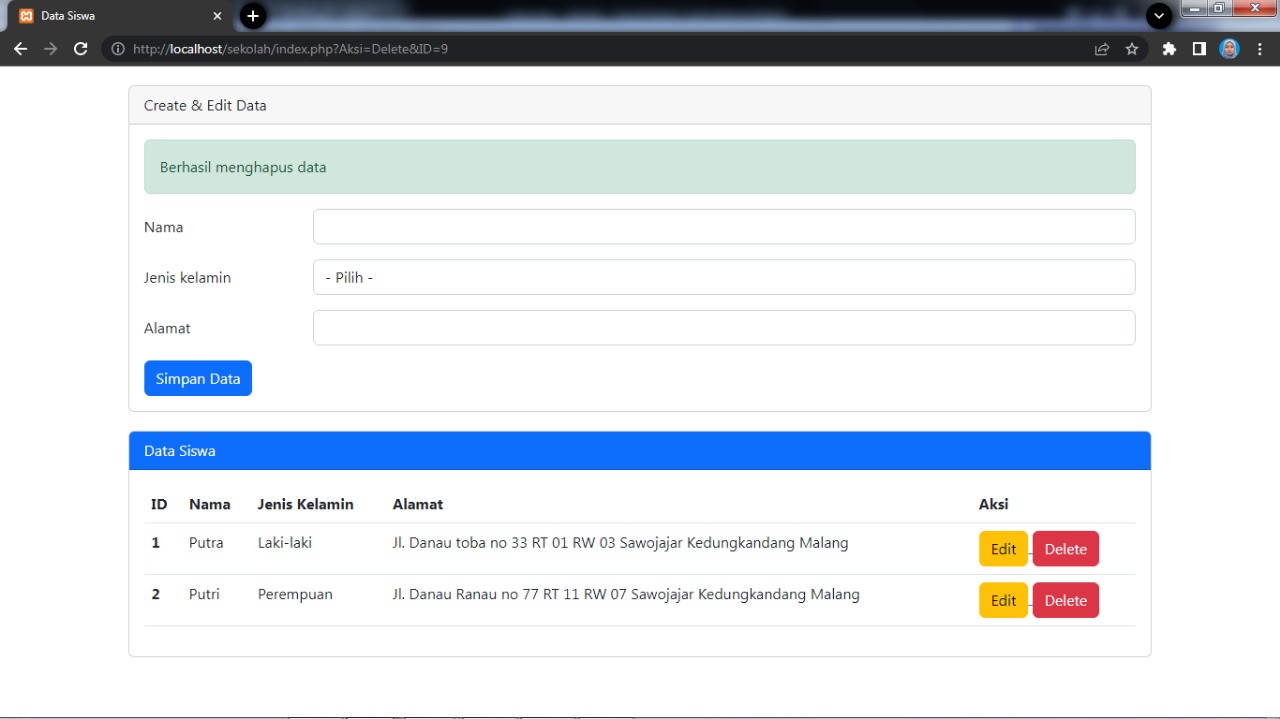 Data Siswa
http://localhost/sekolah/index.php?Aksi=Delete&ID=9
Create & Edit Data
Berhasil menghapus data
Nama
Jenis kelamin - Pilih -
Alamat
Simpan Data
Data Siswa
ID Nama Jenis Kelamin Alamat Aksi
1 Putra Laki-laki Jl. Danau toba no 33 RT 01 RW 03 Sawojajar Kedungkandang Malang Edit Delete
2 Putri Perempuan Jl. Danau Ranau no 77 RT 11 RW 07 Sawojajar Kedungkandang Malang Edit Delete